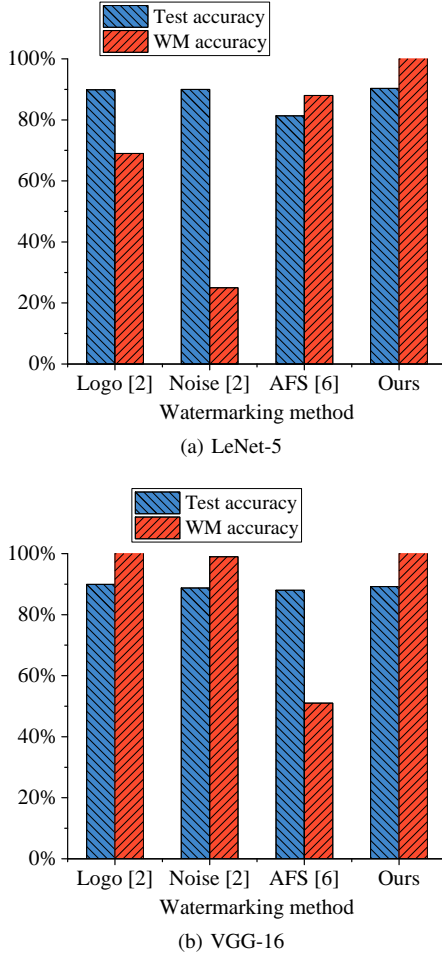 Test accuracy
WM accuracy
100%
80%
60%
40%
20%
0%
Logo [2] Noise [2] AFS [6] Ours
Watermarking method
(a) LeNet-5
Test accuracy
WM accuracy
100%
80%
60%
40%
20%
0%
Logo [2] Noise [2] AFS [6] Ours
Watermarking method
(b) VGG-16